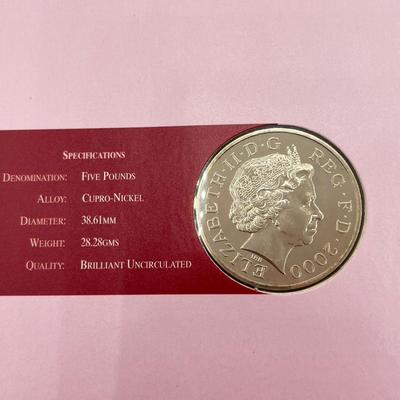 SPECIFICATIONS
DENOMINATION: FIVE POUNDS
ALLOY: CUPRO-NICKEL
DIAMETER: 38.61MM
WEIGHT: 28.28GMS
QUALITY: BRILLIANT UNCIRCULATED
ELIZABETH·II·D·G REG·F·D·2000
IRB